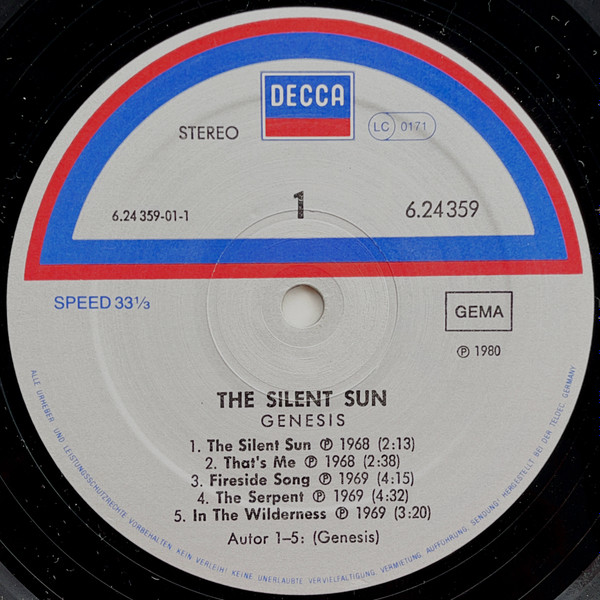 DECCA
STEREO
LC 0171
6.24 359-01-1
1
6.24359
SPEED 33⅓
GEMA
℗ 1980
THE SILENT SUN
GENESIS
1. The Silent Sun ℗ 1968 (2:13)
2. That's Me ℗ 1968 (2:38)
3. Fireside Song ℗ 1969 (4:15)
4. The Serpent ℗ 1969 (4:32)
5. In The Wilderness ℗ 1969 (3:20)
Autor 1–5: (Genesis)
ALLE URHEBER- UND LEISTUNGSSCHUTZRECHTE VORBEHALTEN. KEIN VERLEIH! KEINE UNERLAUBTE VERVIELFÄLTIGUNG, VERMIETUNG, AUFFÜHRUNG, SENDUNG! HERGESTELLT BEI DER TELDEC, GERMANY